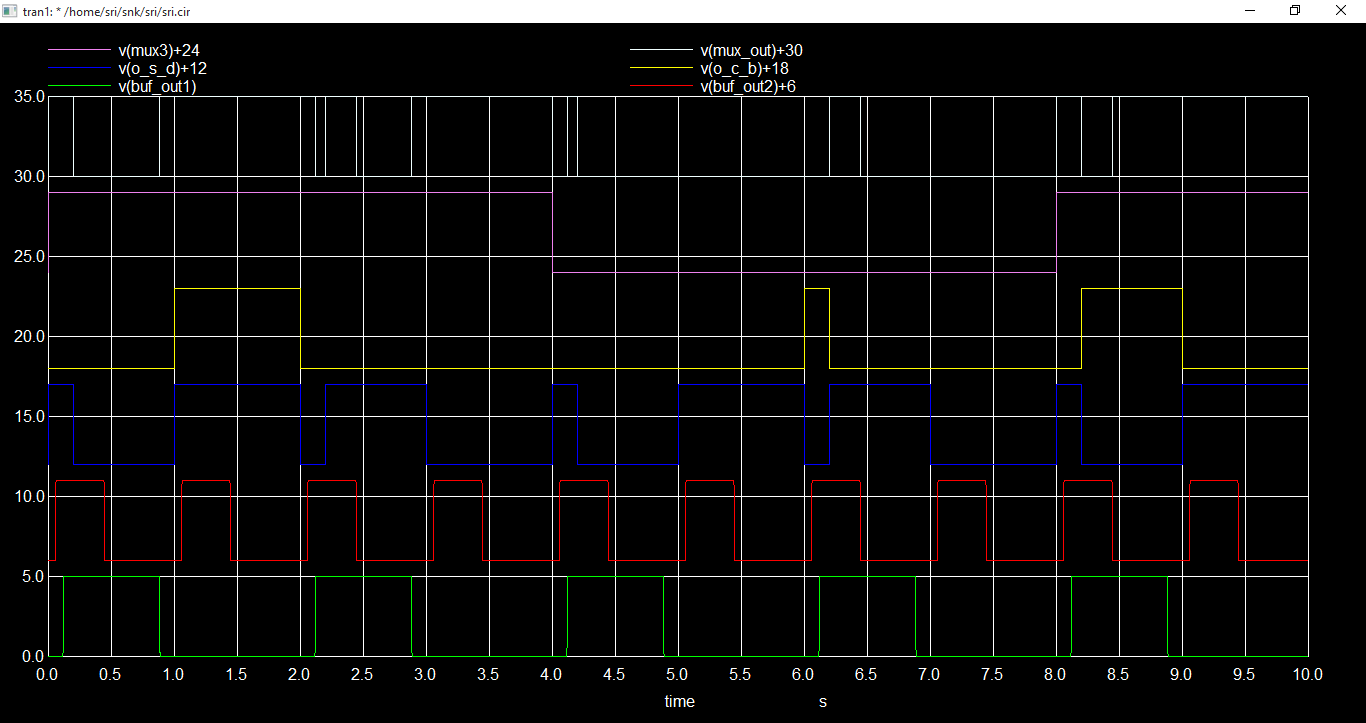 tran1: * /home/sri/snk/sri/sri.cir
v(mux3)+24 v(mux_out)+30
v(o_s_d)+12 v(o_c_b)+18
v(buf_out1) v(buf_out2)+6
35.0
30.0
25.0
20.0
15.0
10.0
5.0
0.0
0.0 0.5 1.0 1.5 2.0 2.5 3.0 3.5 4.0 4.5 5.0 5.5 6.0 6.5 7.0 7.5 8.0 8.5 9.0 9.5 10.0
time s